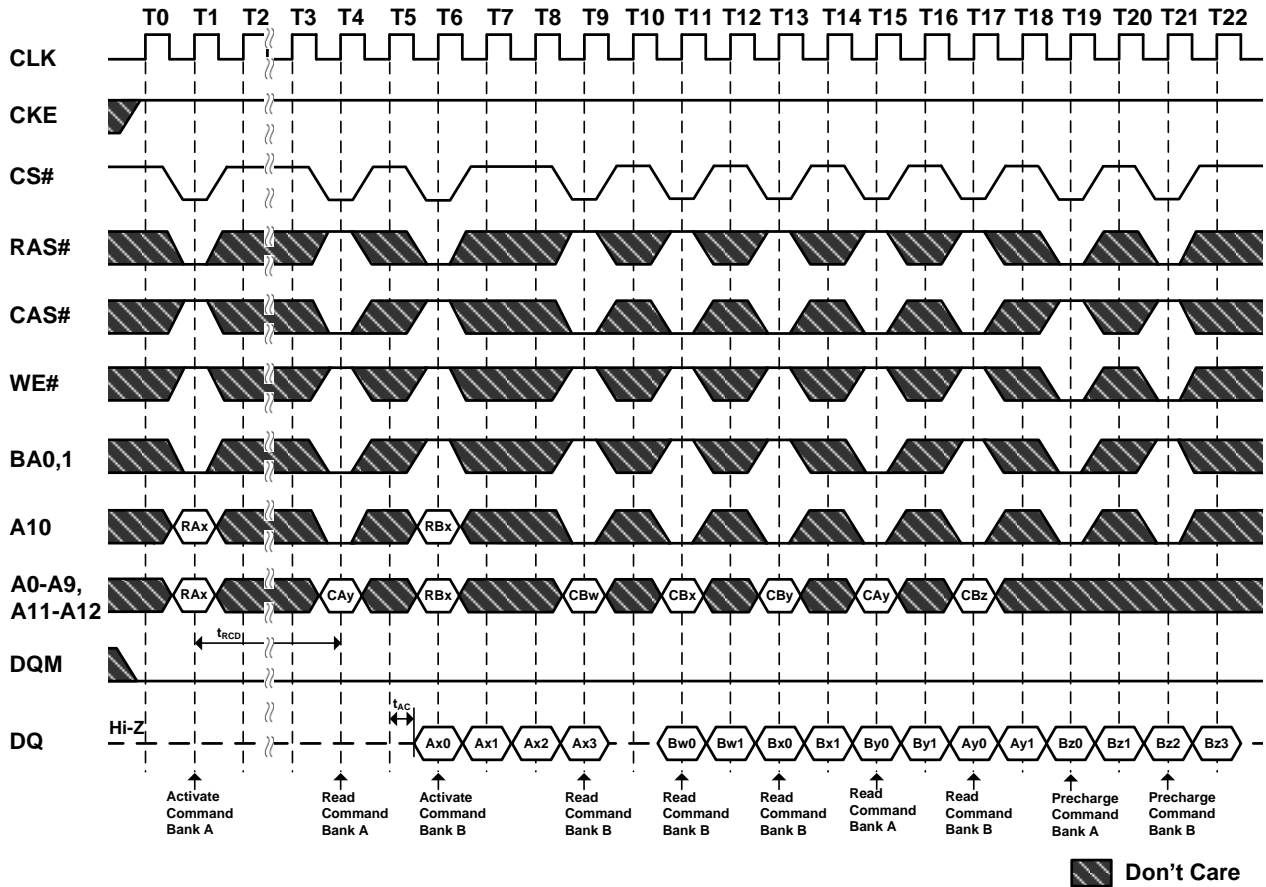 T0 T1 T2 T3 T4 T5 T6 T7 T8 T9 T10 T11 T12 T13 T14 T15 T16 T17 T18 T19 T20 T21 T22
CLK
CKE
CS#
RAS#
CAS#
WE#
BA0,1
A10 RAx RBx
A0-A9,
A11-A12 RAx CAy RBx CBw CBx CBy CAy CBz
tRCD
DQM
tAC
Hi-Z
DQ Ax0 Ax1 Ax2 Ax3 Bw0 Bw1 Bx0 Bx1 By0 By1 Ay0 Ay1 Bz0 Bz1 Bz2 Bz3
Activate Command Bank A
Read Command Bank A
Activate Command Bank B
Read Command Bank B
Read Command Bank B
Read Command Bank B
Read Command Bank A
Read Command Bank B
Precharge Command Bank A
Precharge Command Bank B
Don't Care